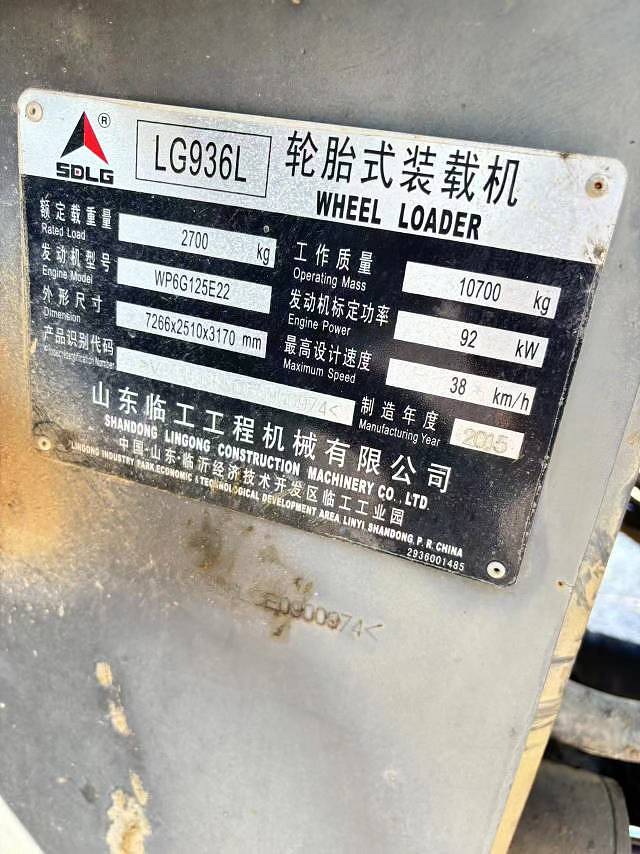 SDLG ®
LG936L
轮胎式装载机
WHEEL LOADER
额定载重量
Rated Load
2700 kg
工作质量
Operating Mass
10700 kg
发动机型号
Engine Model
WP6G125E22
发动机标定功率
Engine Power
92 kW
外形尺寸
Dimension
7266x2510x3170 mm
最高设计速度
Maximum Speed
38 km/h
产品识别代码
Product Identification Number
974<
制造年度
Manufacturing Year
2015
山东临工工程机械有限公司
SHANDONG LINGONG CONSTRUCTION MACHINERY CO., LTD.
中国·山东·临沂经济技术开发区临工工业园
LINGONG INDUSTRY PARK,ECONOMIC & TECHNOLOGICAL DEVELOPMENT AREA, LINYI, SHANDONG, P. R. CHINA
2936001485
E0900974<